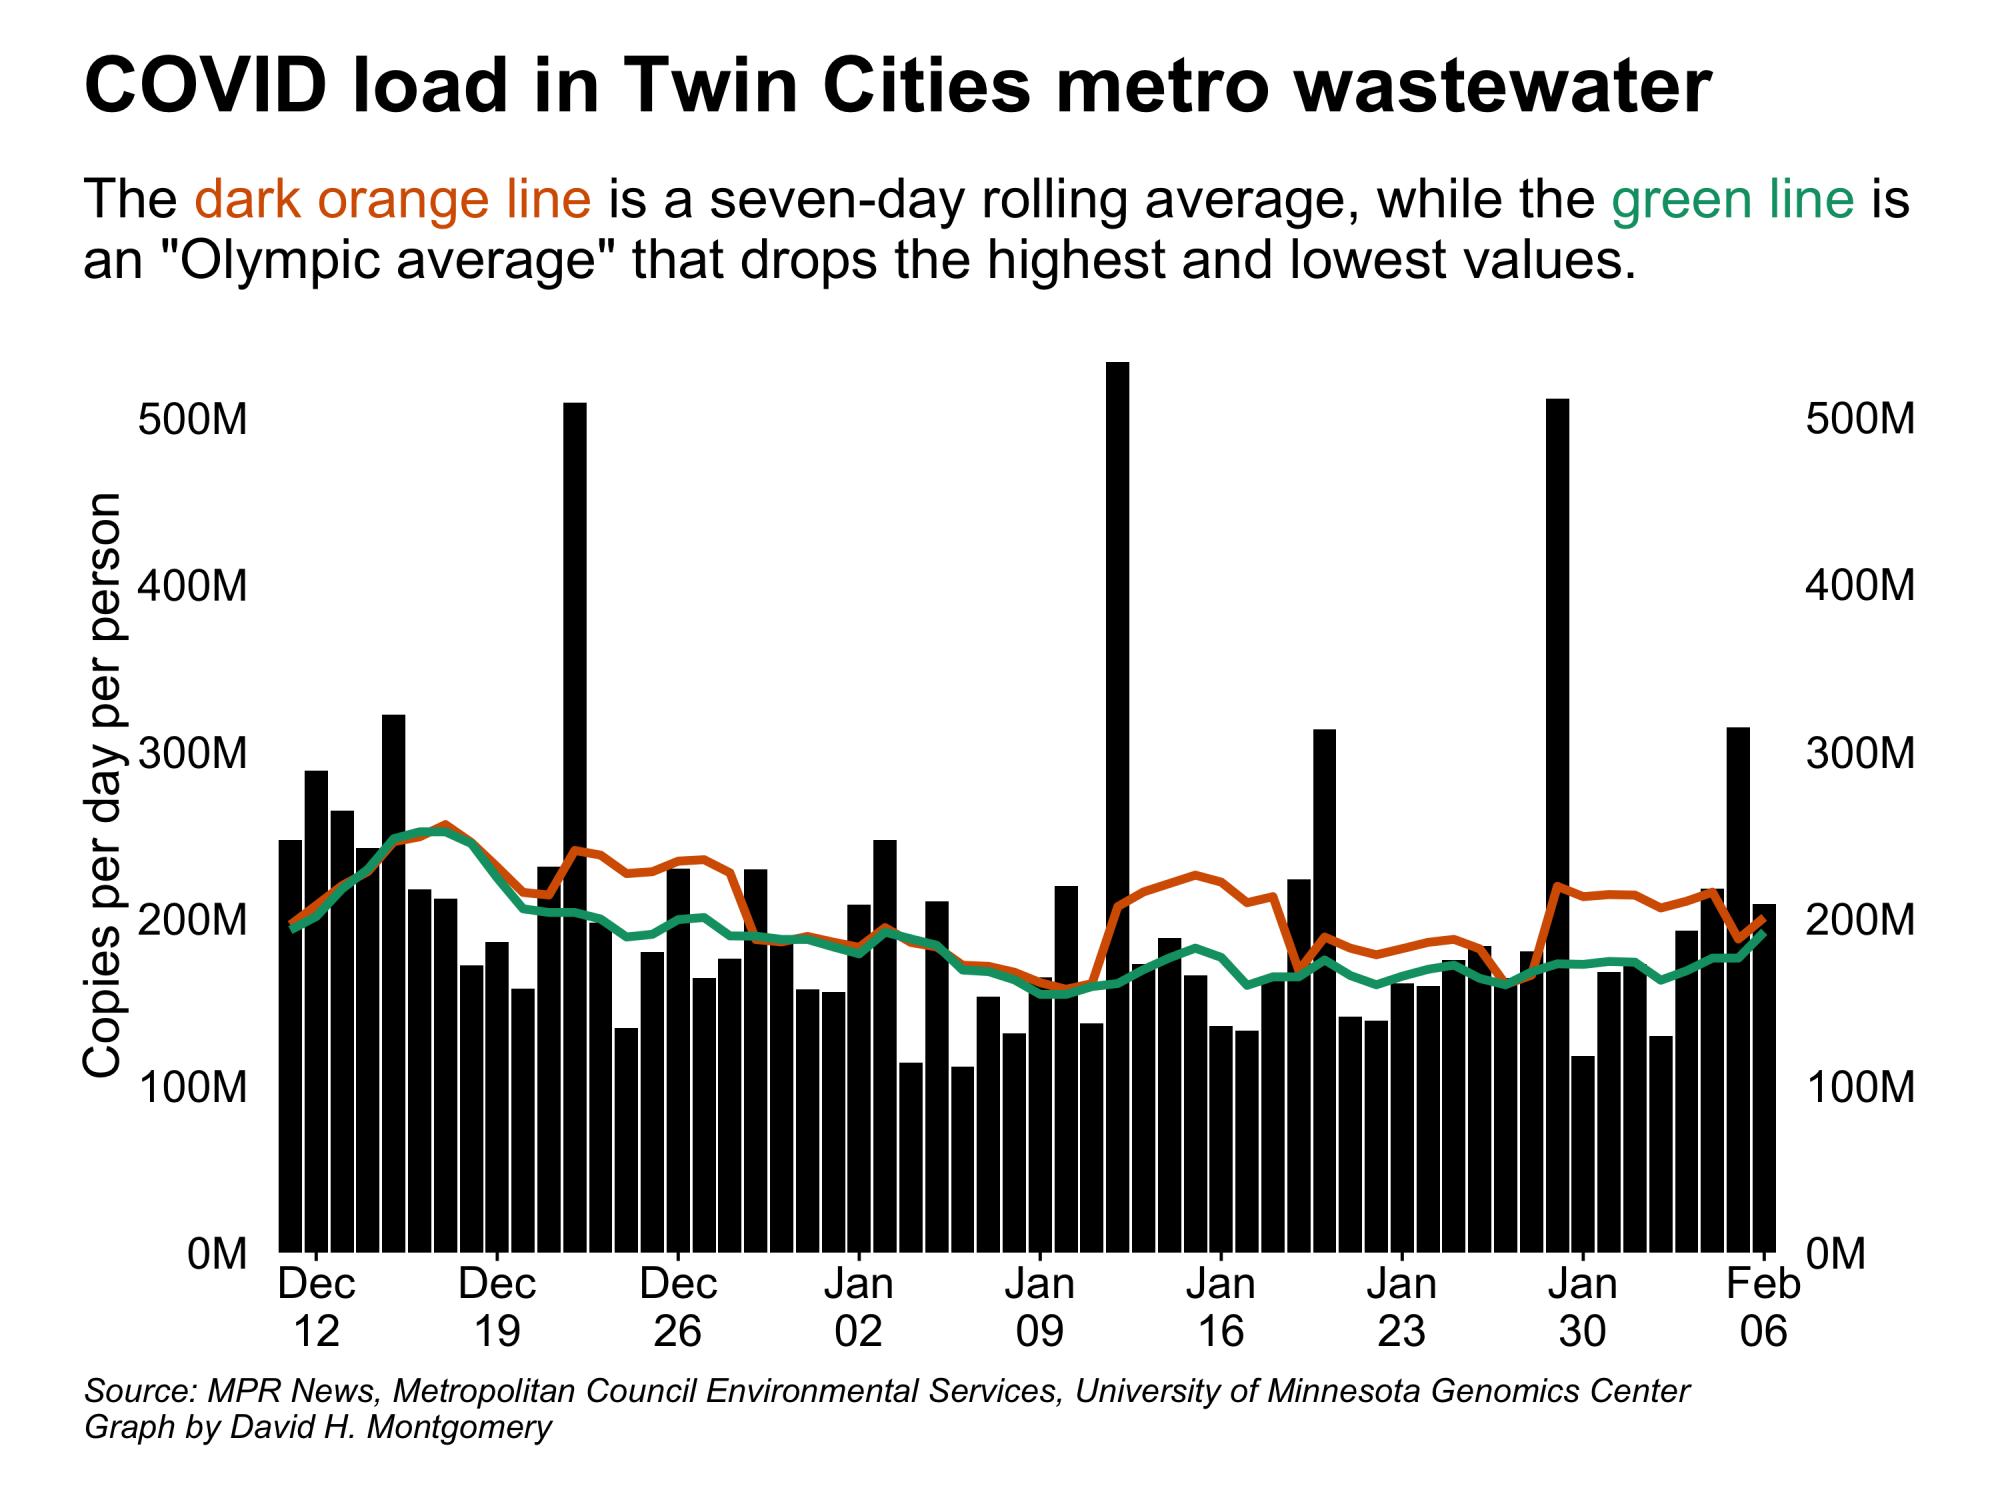 COVID load in Twin Cities metro wastewater
The dark orange line is a seven-day rolling average, while the green line is
an "Olympic average" that drops the highest and lowest values.
Copies per day per person
500M
400M
300M
200M
100M
0M
500M
400M
300M
200M
100M
0M
Dec
12
Dec
19
Dec
26
Jan
02
Jan
09
Jan
16
Jan
23
Jan
30
Feb
06
Source: MPR News, Metropolitan Council Environmental Services, University of Minnesota Genomics Center
Graph by David H. Montgomery